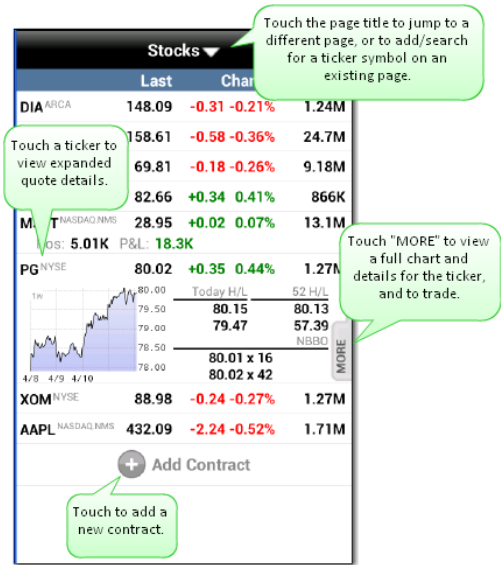 Touch the page title to jump to a
different page, or to add/search
for a ticker symbol on an
existing page.
Stocks
Last Chan
DIA ARCA 148.09 -0.31 -0.21% 1.24M
158.61 -0.58 -0.36% 24.7M
Touch a ticker to
view expanded
quote details.
69.81 -0.18 -0.26% 9.18M
82.66 +0.34 0.41% 866K
M T NASDAQ.NMS 28.95 +0.02 0.07% 13.1M
os: 5.01K P&L: 18.3K
Touch "MORE" to view
a full chart and
details for the ticker,
and to trade.
PG NYSE 80.02 +0.35 0.44% 1.27M
1w
80.00
79.50
79.00
78.50
78.00
4/8 4/9 4/10
Today H/L 52 H/L
80.15 80.13
79.47 57.39
NBBO
80.01 x 16
80.02 x 42
MORE
XOM NYSE 88.98 -0.24 -0.27% 1.27M
AAPL NASDAQ.NMS 432.09 -2.24 -0.52% 1.71M
+ Add Contract
Touch to add a
new contract.